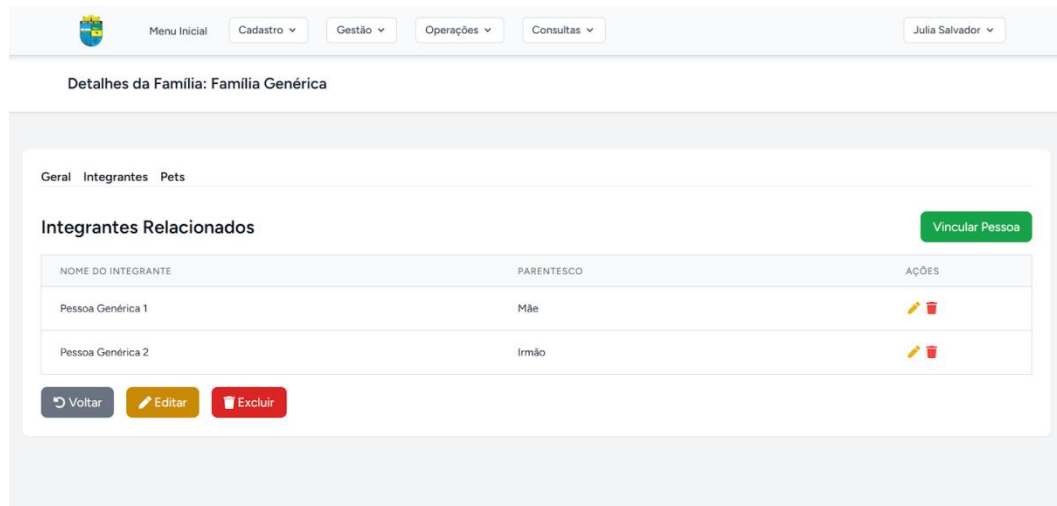 Menu Inicial Cadastro Gestão Operações Consultas Julia Salvador
Detalhes da Família: Família Genérica
Geral Integrantes Pets
Integrantes Relacionados Vincular Pessoa
NOME DO INTEGRANTE PARENTESCO AÇÕES
Pessoa Genérica 1 Mãe
Pessoa Genérica 2 Irmão
Voltar Editar Excluir